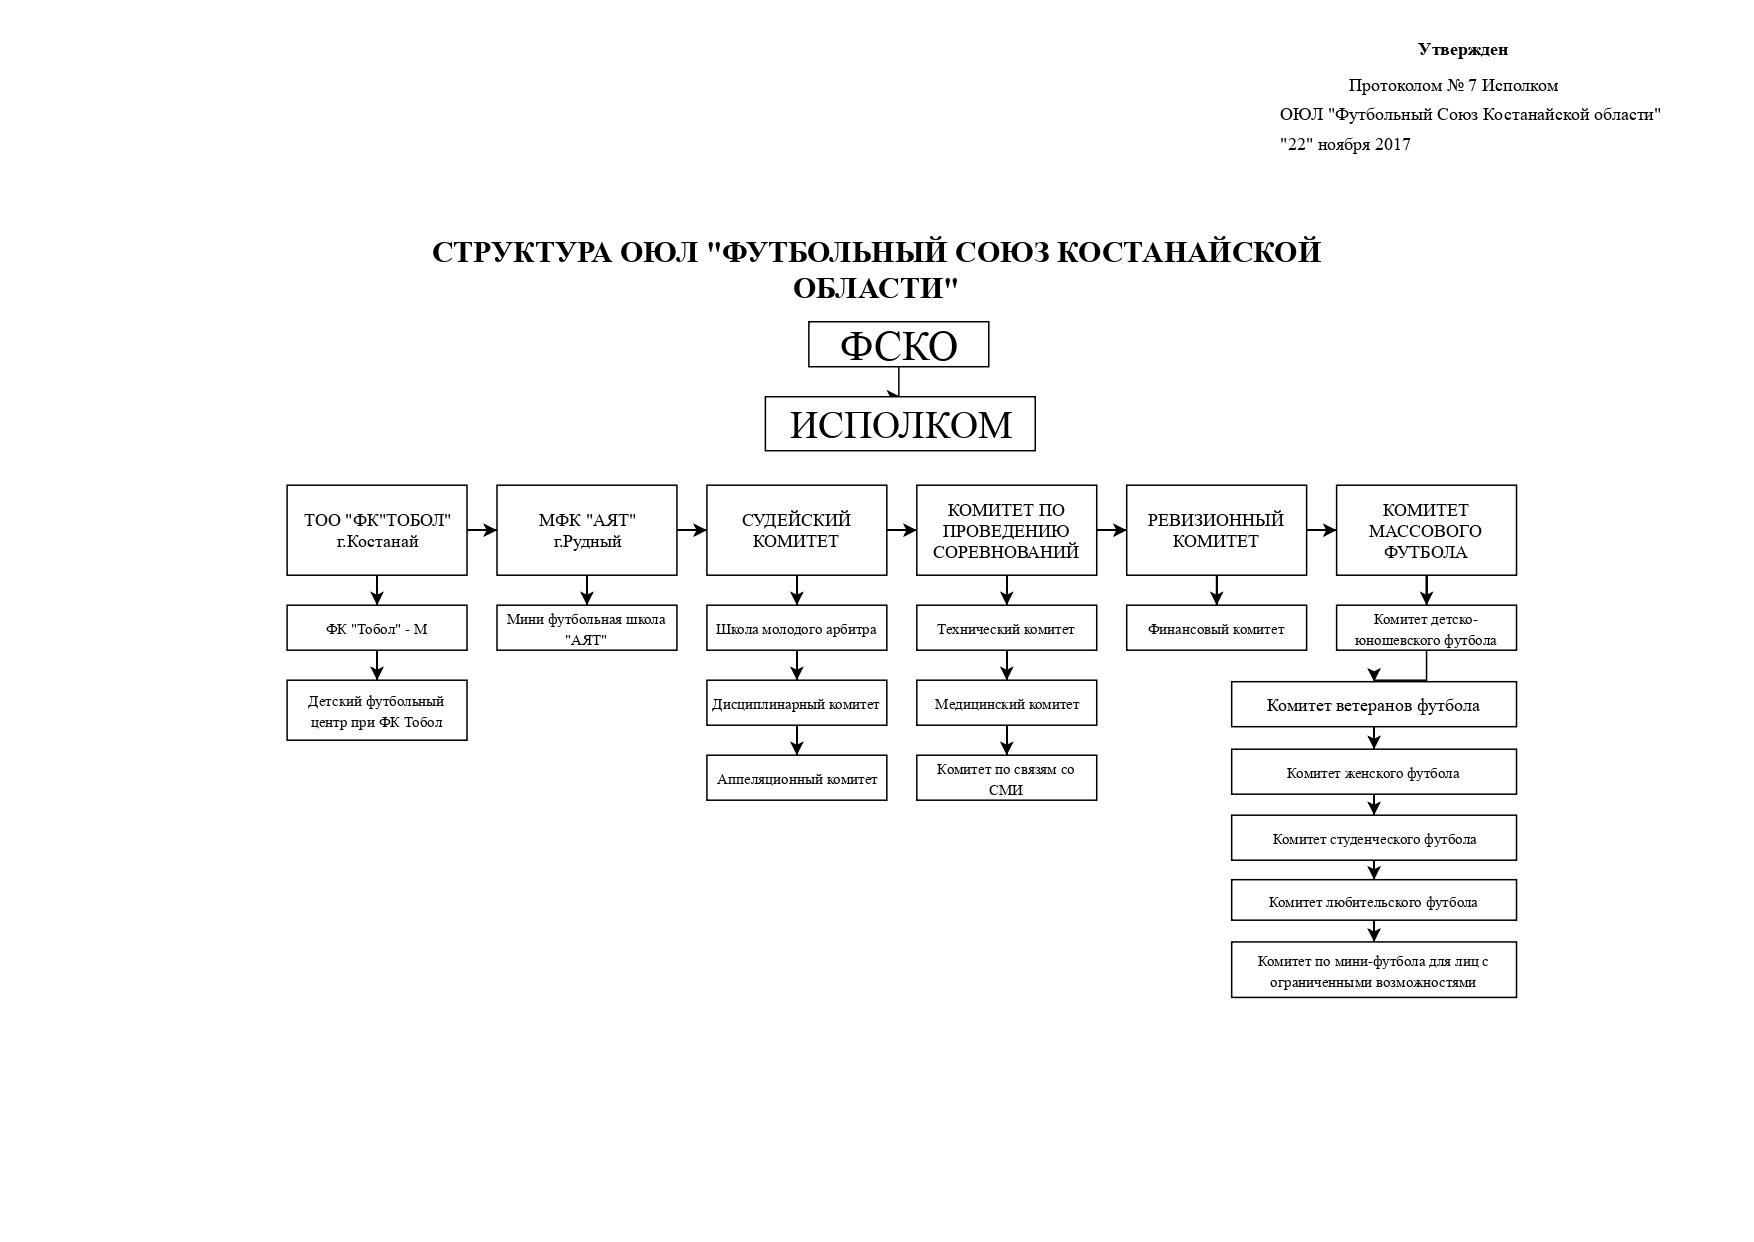 Утвержден
Протоколом № 7 Исполком
ОЮЛ "Футбольный Союз Костанайской области"
"22" ноября 2017
СТРУКТУРА ОЮЛ "ФУТБОЛЬНЫЙ СОЮЗ КОСТАНАЙСКОЙ
ОБЛАСТИ"
ФСКО
ИСПОЛКОМ
ТОО "ФК"ТОБОЛ"
г.Костанай
МФК "АЯТ"
г.Рудный
СУДЕЙСКИЙ
КОМИТЕТ
КОМИТЕТ ПО
ПРОВЕДЕНИЮ
СОРЕВНОВАНИЙ
РЕВИЗИОННЫЙ
КОМИТЕТ
КОМИТЕТ
МАССОВОГО
ФУТБОЛА
ФК "Тобол" - М
Мини футбольная школа
"АЯТ"
Школа молодого арбитра
Технический комитет
Финансовый комитет
Комитет детско-
юношевского футбола
Детский футбольный
центр при ФК Тобол
Дисциплинарный комитет
Медицинский комитет
Комитет ветеранов футбола
Аппеляционный комитет
Комитет по связям со
СМИ
Комитет женского футбола
Комитет студенческого футбола
Комитет любительского футбола
Комитет по мини-футбола для лиц с
ограниченными возможностями